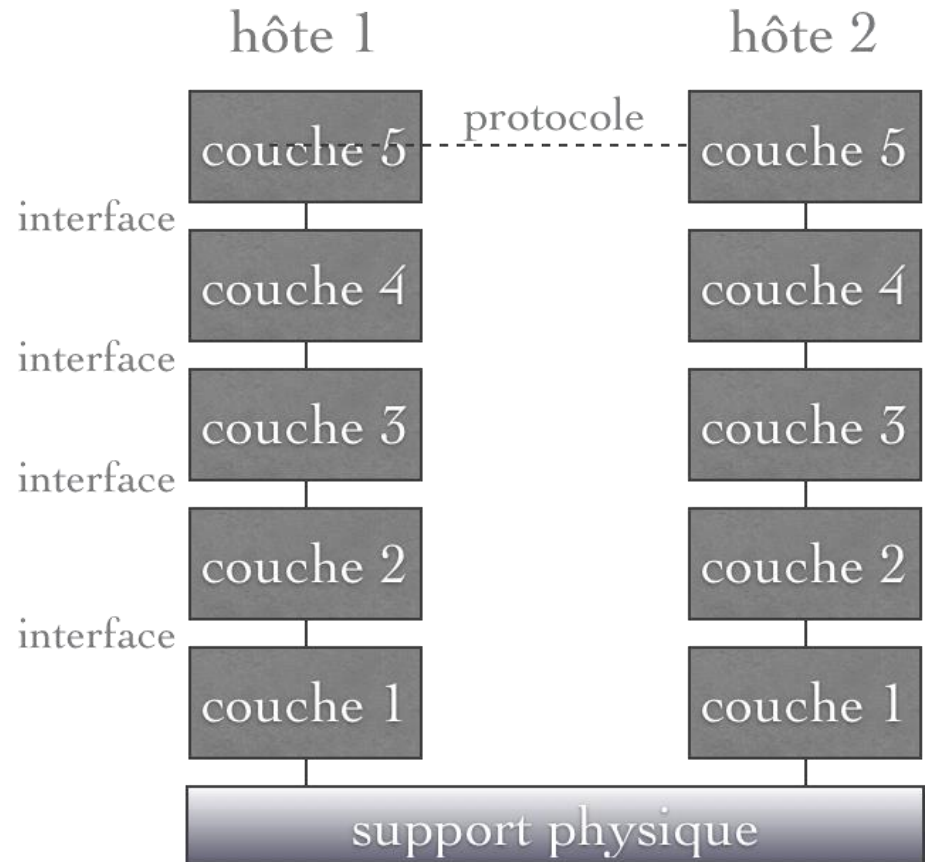 hôte 1
hôte 2
couche 5
protocole
couche 5
interface
couche 4
couche 4
interface
couche 3
couche 3
interface
couche 2
couche 2
interface
couche 1
couche 1
support physique